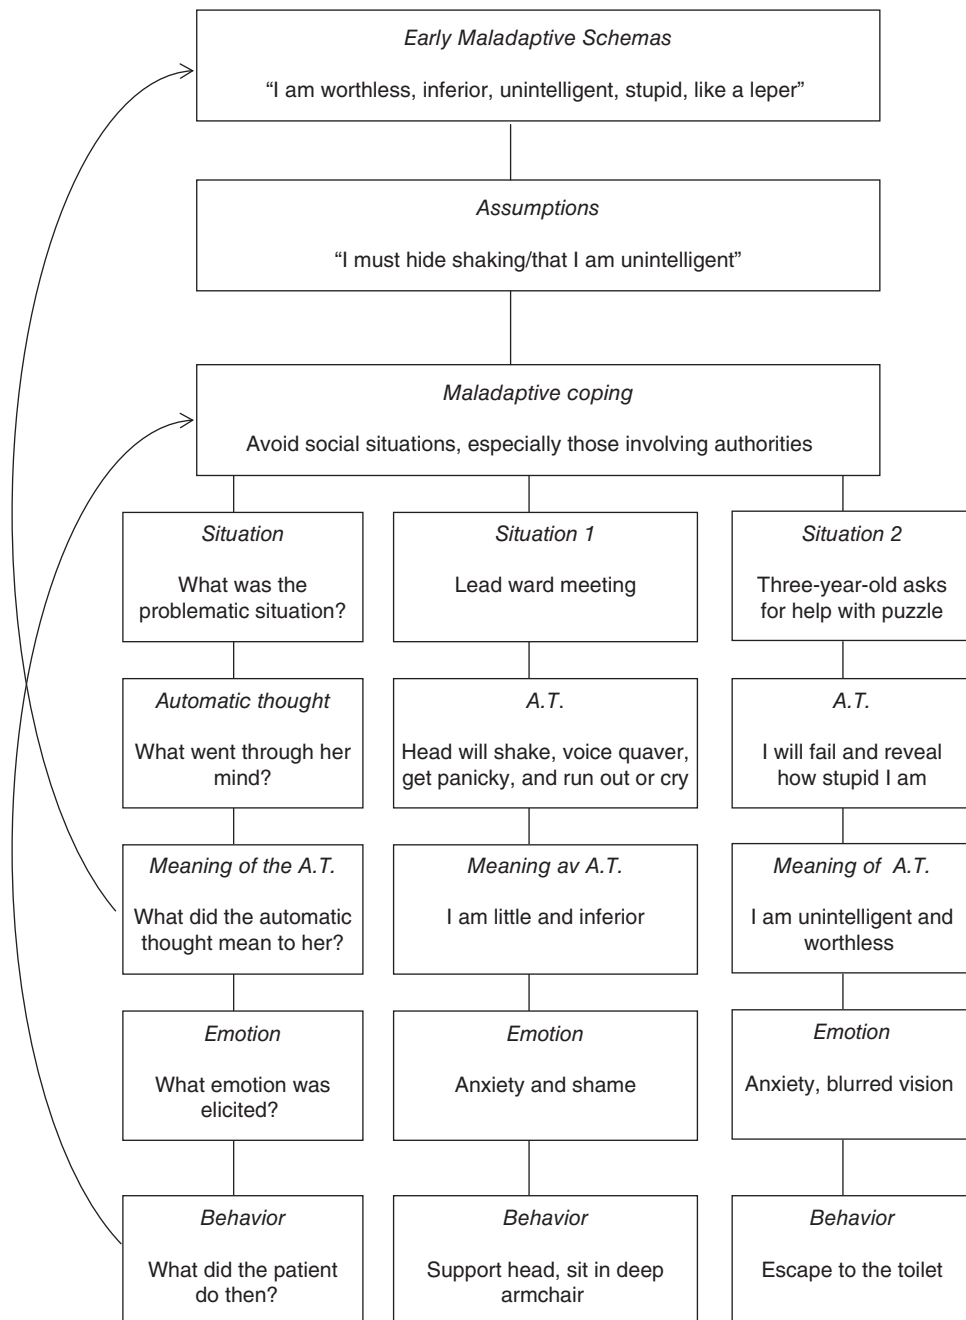 Early Maladaptive Schemas
“I am worthless, inferior, unintelligent, stupid, like a leper”
Assumptions
“I must hide shaking/that I am unintelligent”
Maladaptive coping
Avoid social situations, especially those involving authorities
Situation
What was the
problematic situation?
Situation 1
Lead ward meeting
Situation 2
Three-year-old asks
for help with puzzle
Automatic thought
What went through her
mind?
A.T.
Head will shake, voice quaver,
get panicky, and run out or cry
A.T.
I will fail and reveal
how stupid I am
Meaning of the A.T.
What did the automatic
thought mean to her?
Meaning av A.T.
I am little and inferior
Meaning of A.T.
I am unintelligent and
worthless
Emotion
What emotion was
elicited?
Emotion
Anxiety and shame
Emotion
Anxiety, blurred vision
Behavior
What did the patient
do then?
Behavior
Support head, sit in deep
armchair
Behavior
Escape to the toilet